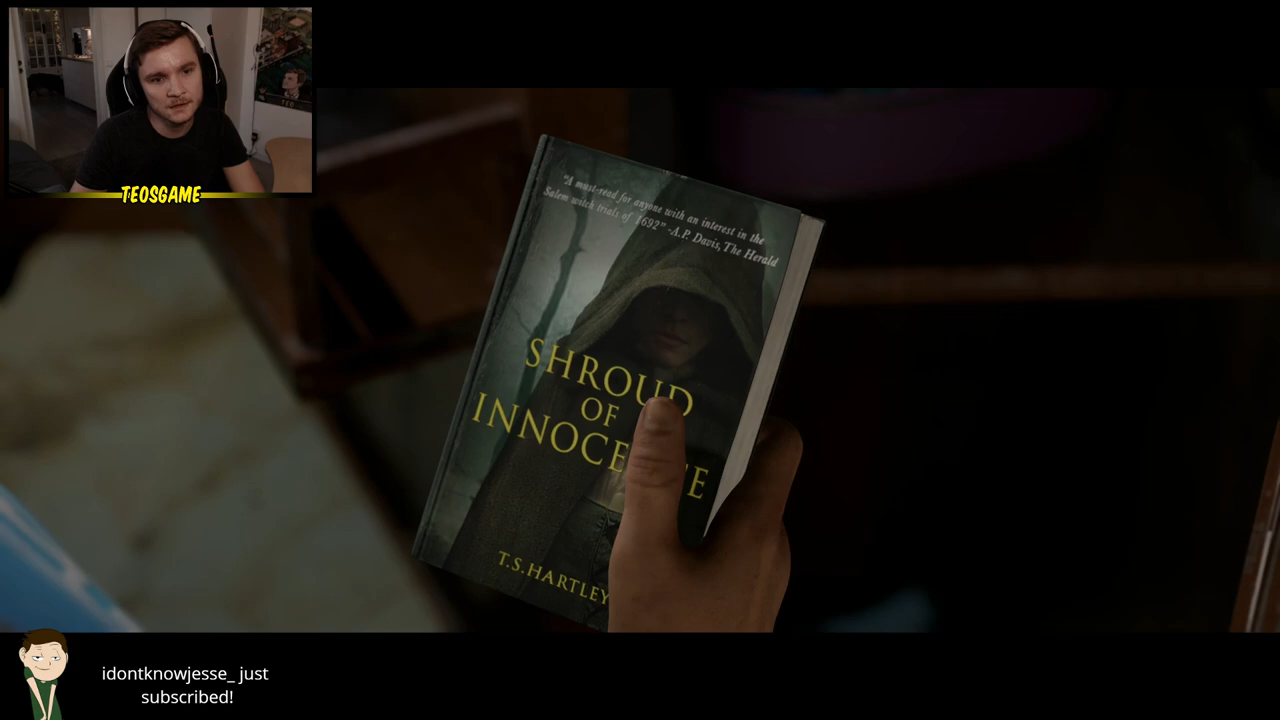 TEOSGAME
"A must-read for anyone with an interest in the
Salem witch trials of 1692" -A.P. Davis, The Herald
SHROUD
OF
INNOCE E
T.S.HARTLEY
idontknowjesse_ just
subscribed!